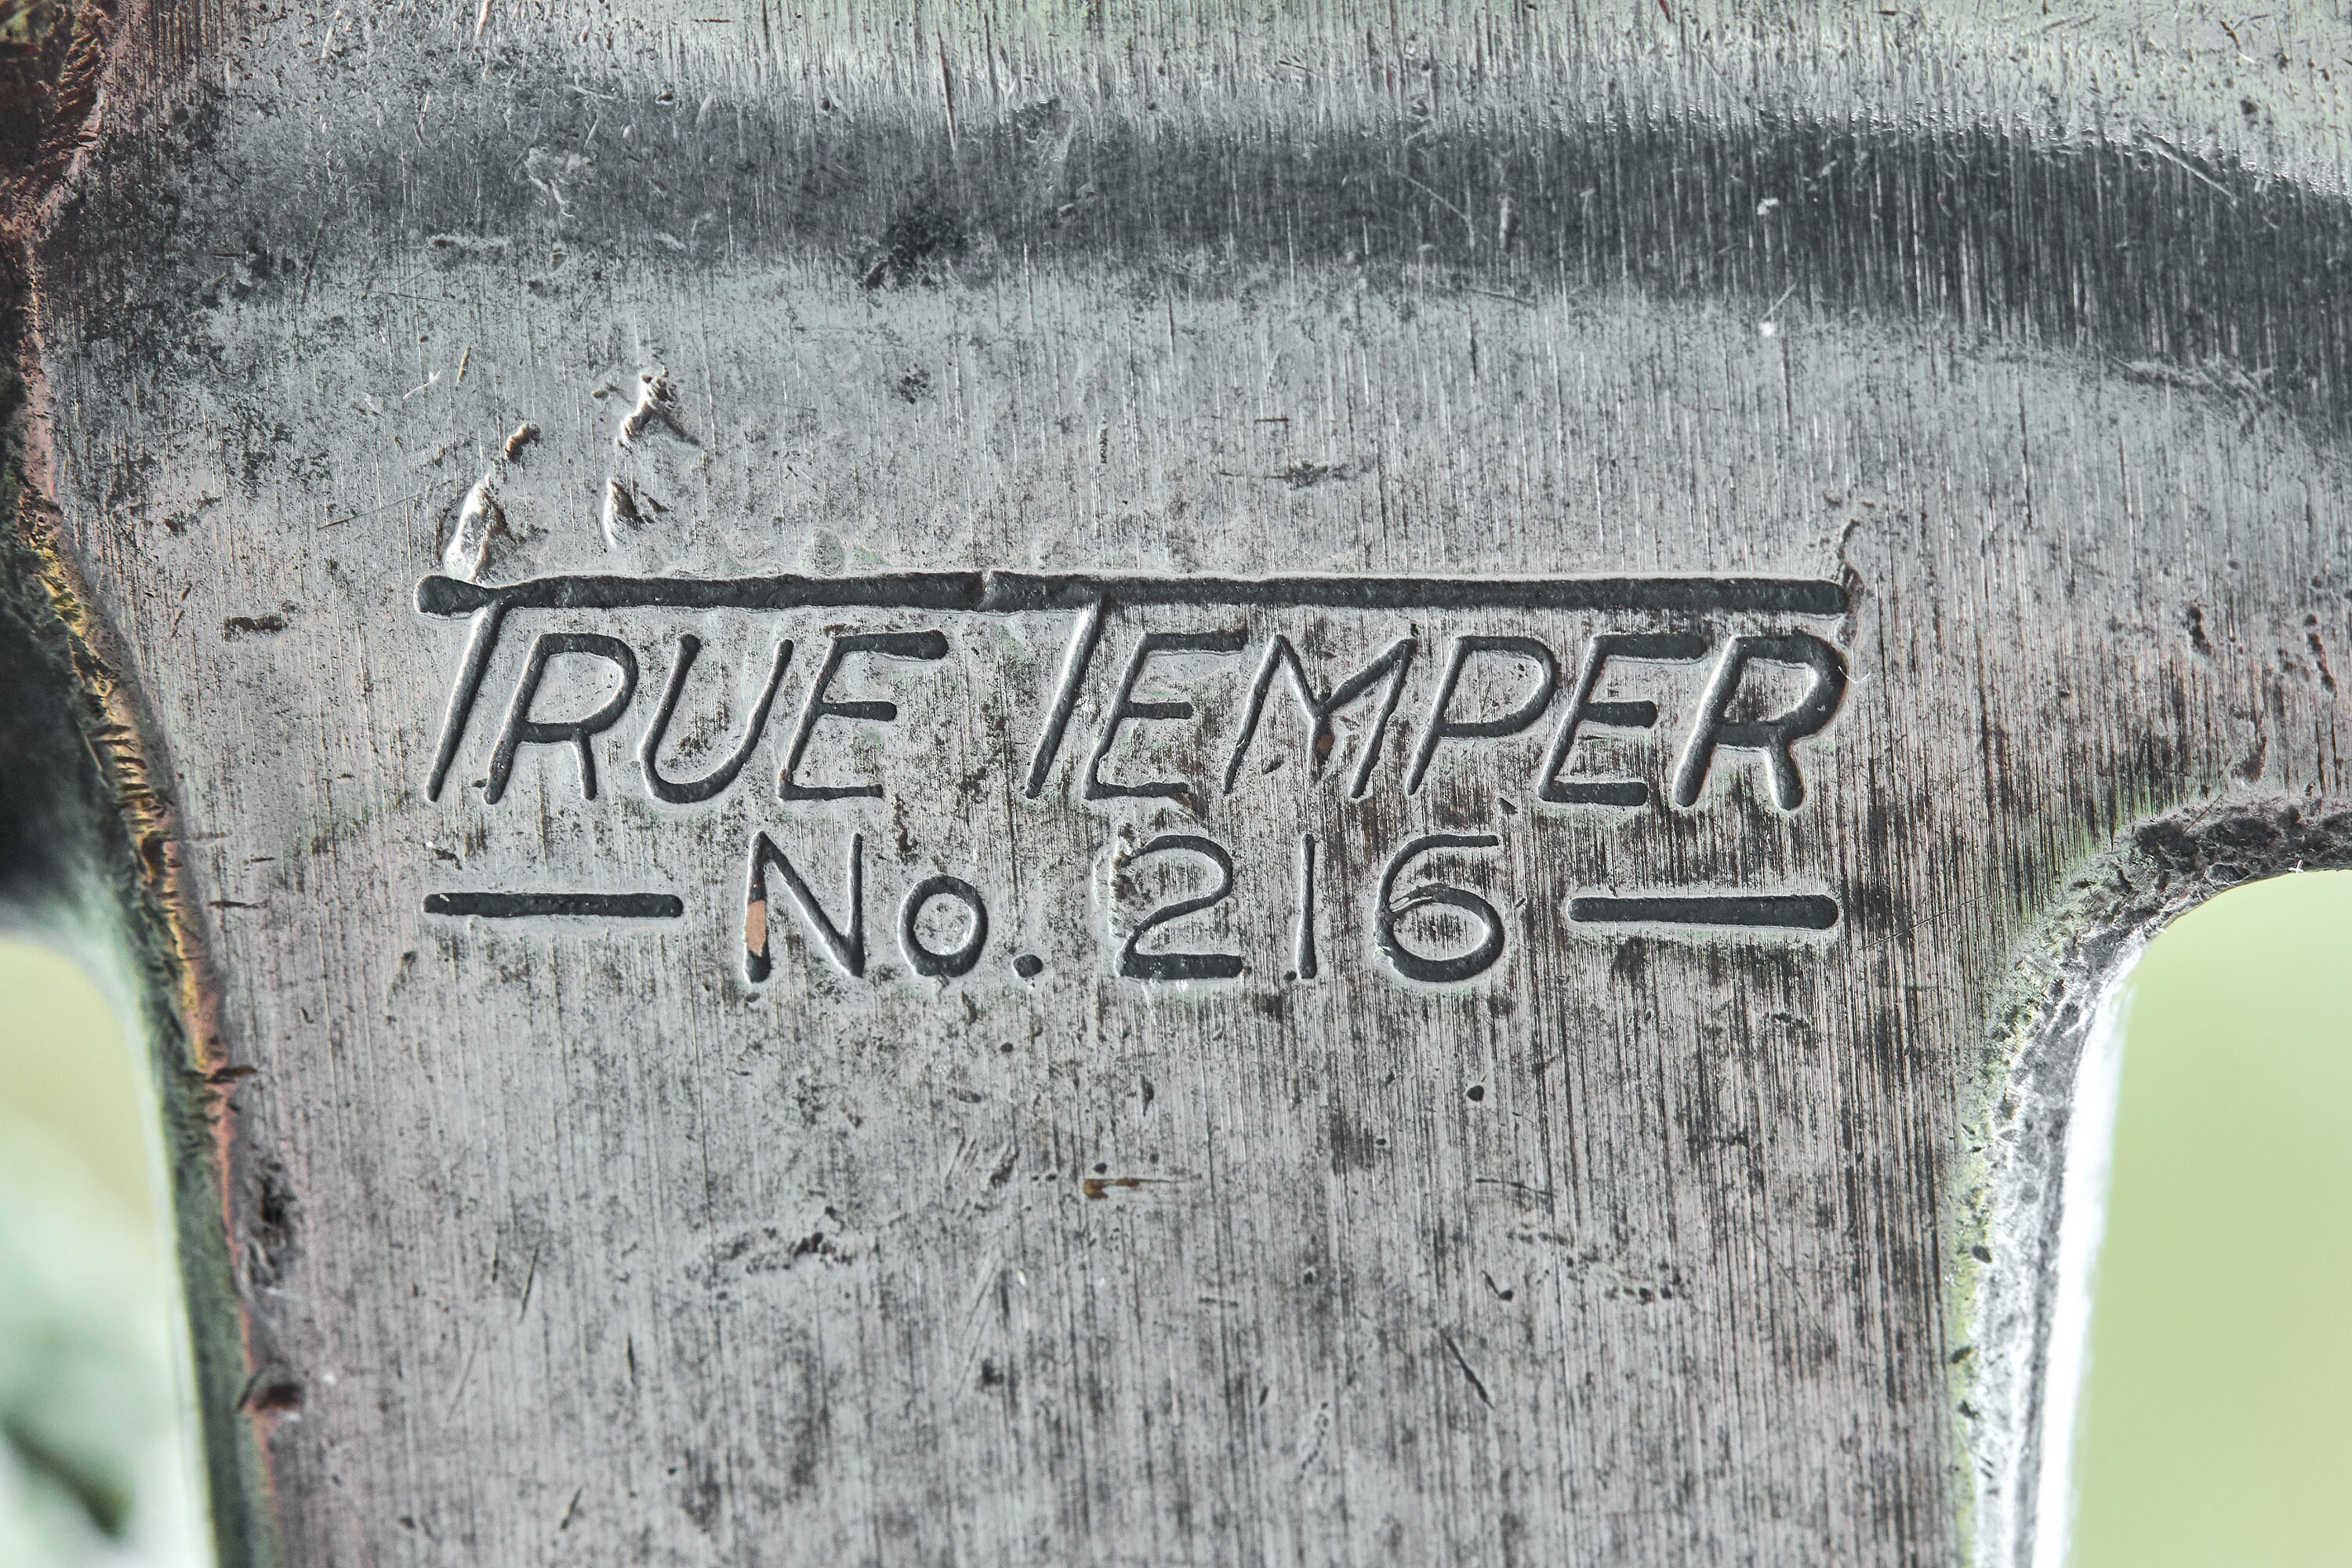 TRUE TEMPER
— No. 216 —